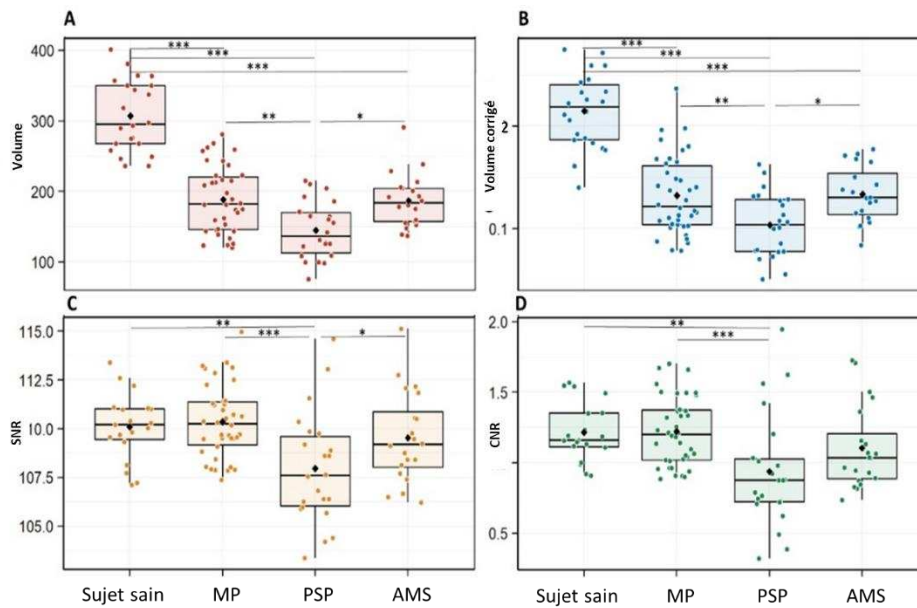 A
B
Volume
400
300
200
100
***
***
***
**
*
Volume corrigé
2
0.1
***
***
***
**
*
C
D
SNR
115.0
112.5
110.0
107.5
105.0
**
***
*
CNR
2.0
1.5
0.5
**
***
Sujet sain MP PSP AMS
Sujet sain MP PSP AMS